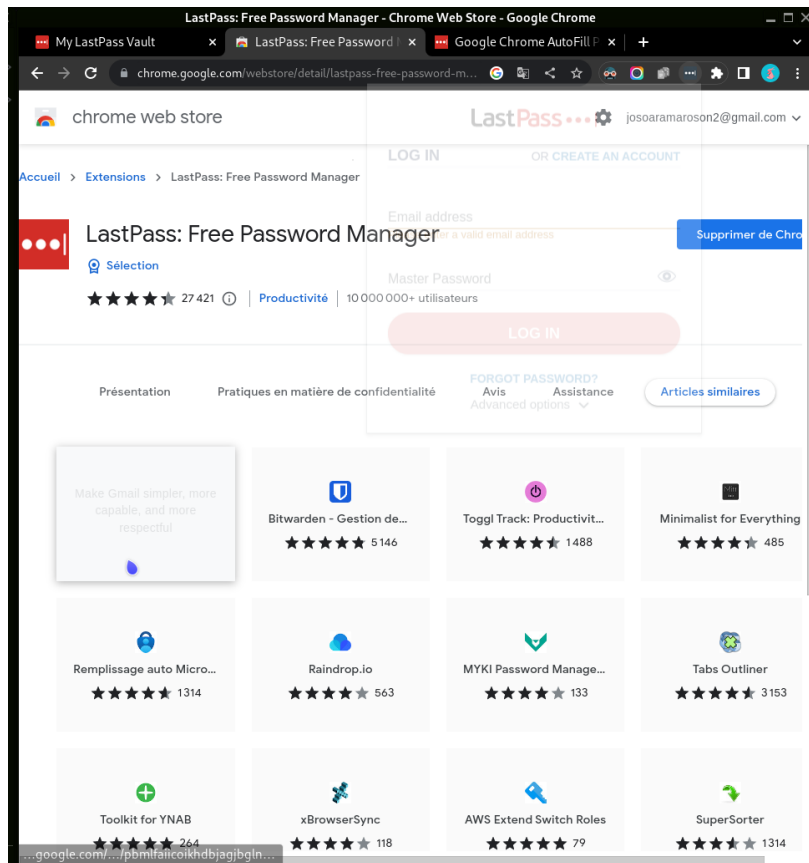 LastPass: Free Password Manager - Chrome Web Store - Google Chrome
My LastPass Vault
LastPass: Free Password M
Google Chrome AutoFill P
chrome.google.com/webstore/detail/lastpass-free-password-m...
chrome web store
LastPass
josoaramaroson2@gmail.com
LOG IN
OR CREATE AN ACCOUNT
Accueil > Extensions > LastPass: Free Password Manager
Email address
LastPass: Free Password Manager
a valid email address
Supprimer de Chro
Sélection
Master Password
27 421
Productivité
10 000 000+ utilisateurs
LOG IN
FORGOT PASSWORD?
Présentation
Pratiques en matière de confidentialité
Avis
Assistance
Articles similaires
Advanced options
Make Gmail simpler, more
capable, and more
respectful
Bitwarden - Gestion de...
5 146
Toggl Track: Productivit...
1 488
Minimalist for Everything
485
Remplissage auto Micro...
1 314
Raindrop.io
563
MYKI Password Manage...
133
Tabs Outliner
3 153
Toolkit for YNAB
264
xBrowserSync
118
AWS Extend Switch Roles
79
SuperSorter
1 314
...google.com/.../pbmlfaiicoikhdbjagjbgln...